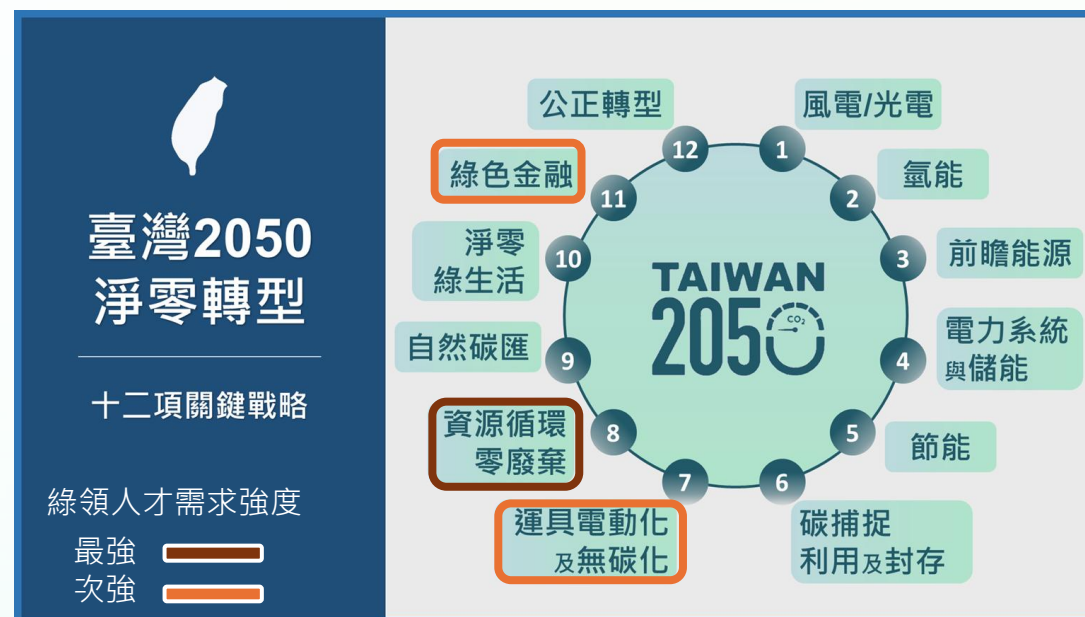 臺灣2050
淨零轉型
十二項關鍵戰略
綠領人才需求強度
最強
次強
TAIWAN
2050
CO2
1
風電/光電
2
氫能
3
前瞻能源
4
電力系統
與儲能
5
節能
6
碳捕捉
利用及封存
7
運具電動化
及無碳化
8
資源循環
零廢棄
9
自然碳匯
10
淨零
綠生活
11
綠色金融
12
公正轉型